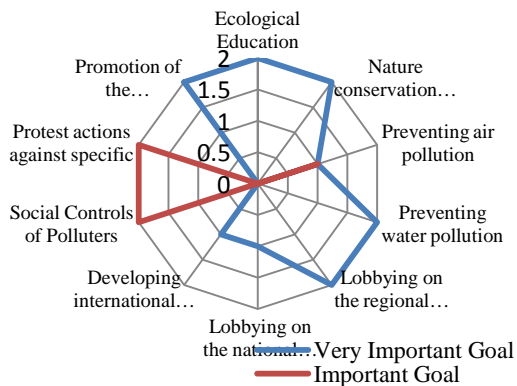 Ecological
Education
Nature
conservation…
Preventing air
pollution
Preventing
water pollution
Lobbying on
the regional…
Lobbying on
the national…
Developing
international…
Social Controls
of Polluters
Protest actions
against specific
Promotion of
the…
2
1.5
1
0.5
0
Very Important Goal
Important Goal